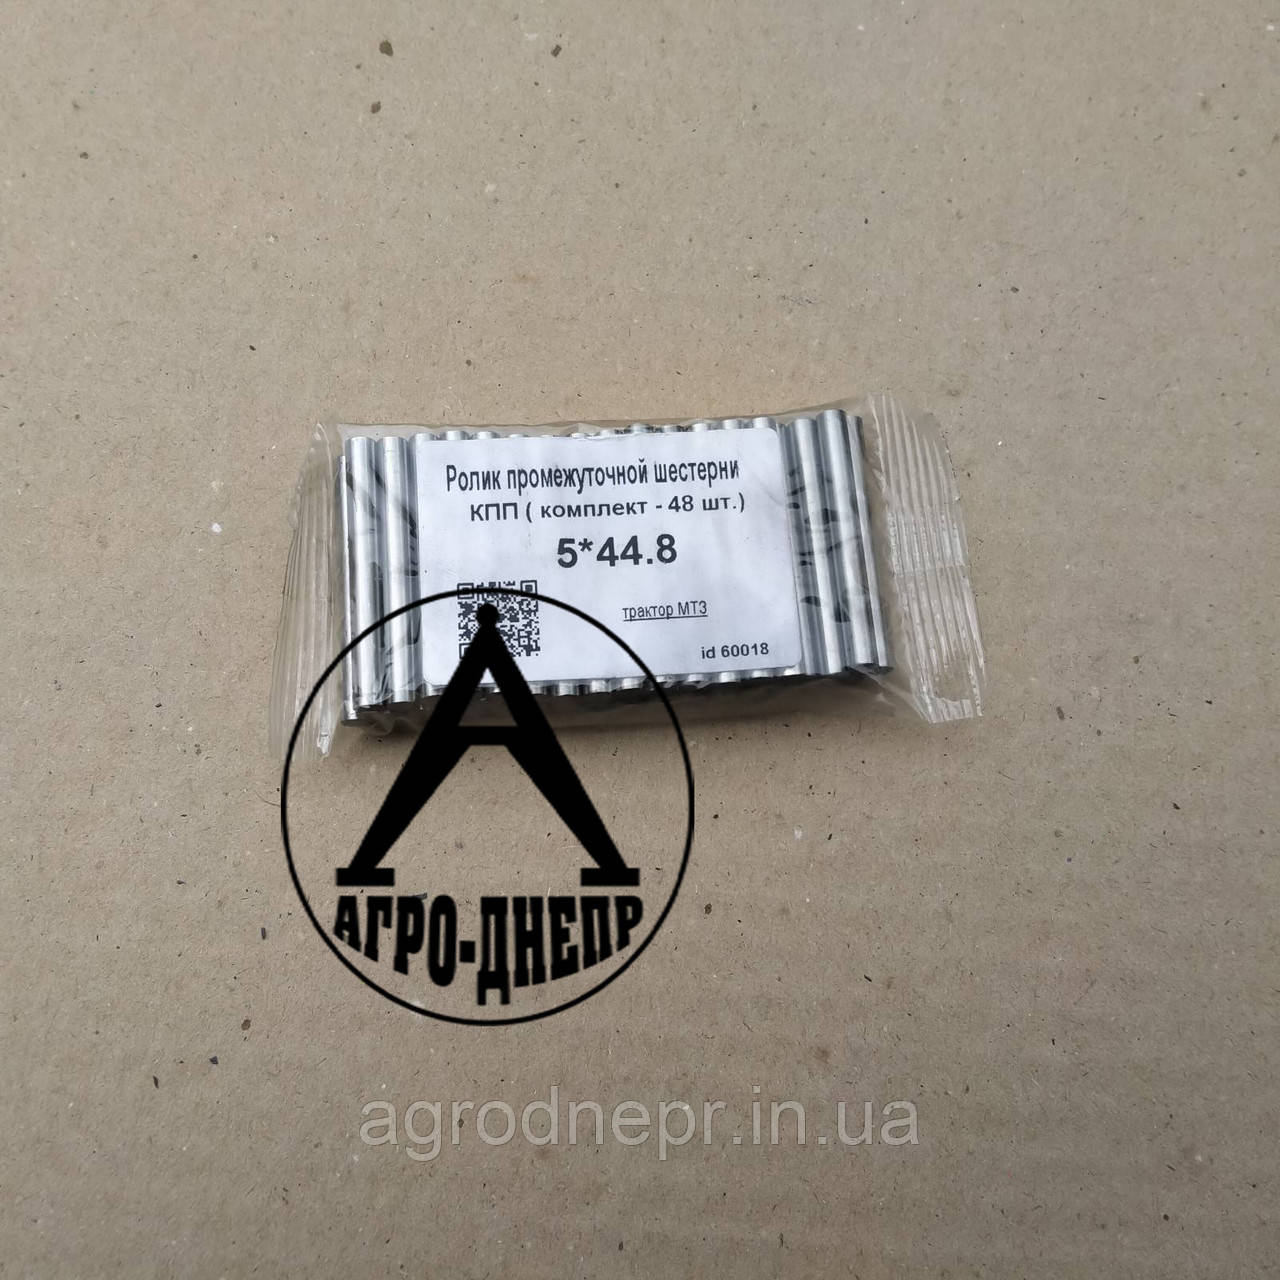 Ролик промежуточной шестерни
КПП ( комплект - 48 шт.)
5*44.8
трактор МТЗ
id 60018
АГРО-ДНЕПР
agrodnepr.in.ua